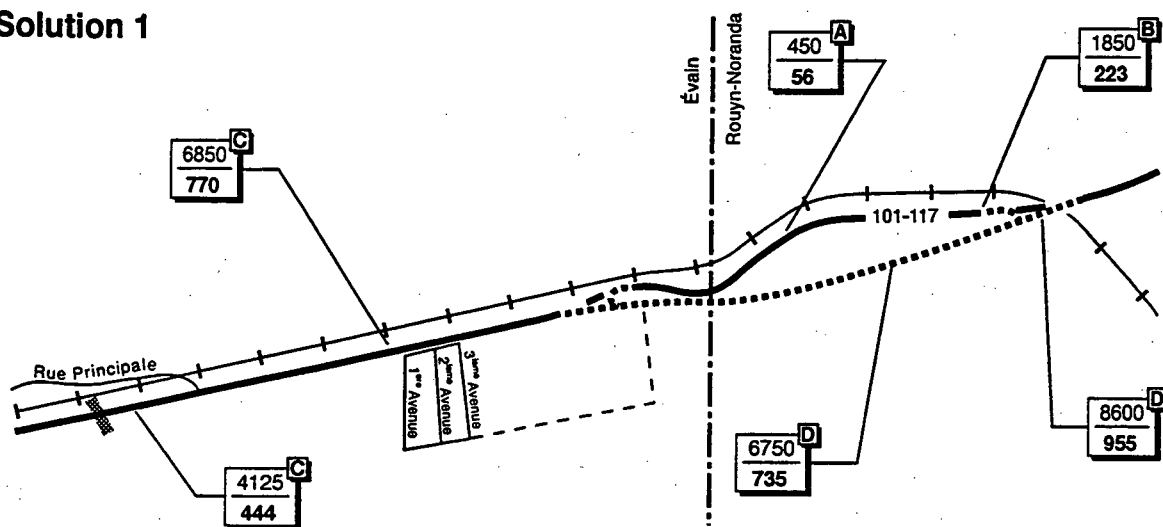 Solution 1
A
450
56
B
1850
223
Évain
Rouyn-Noranda
C
6850
770
101-117
Rue Principale
1ère Avenue
2ième Avenue
3ième Avenue
D
8600
955
D
6750
735
C
4125
444